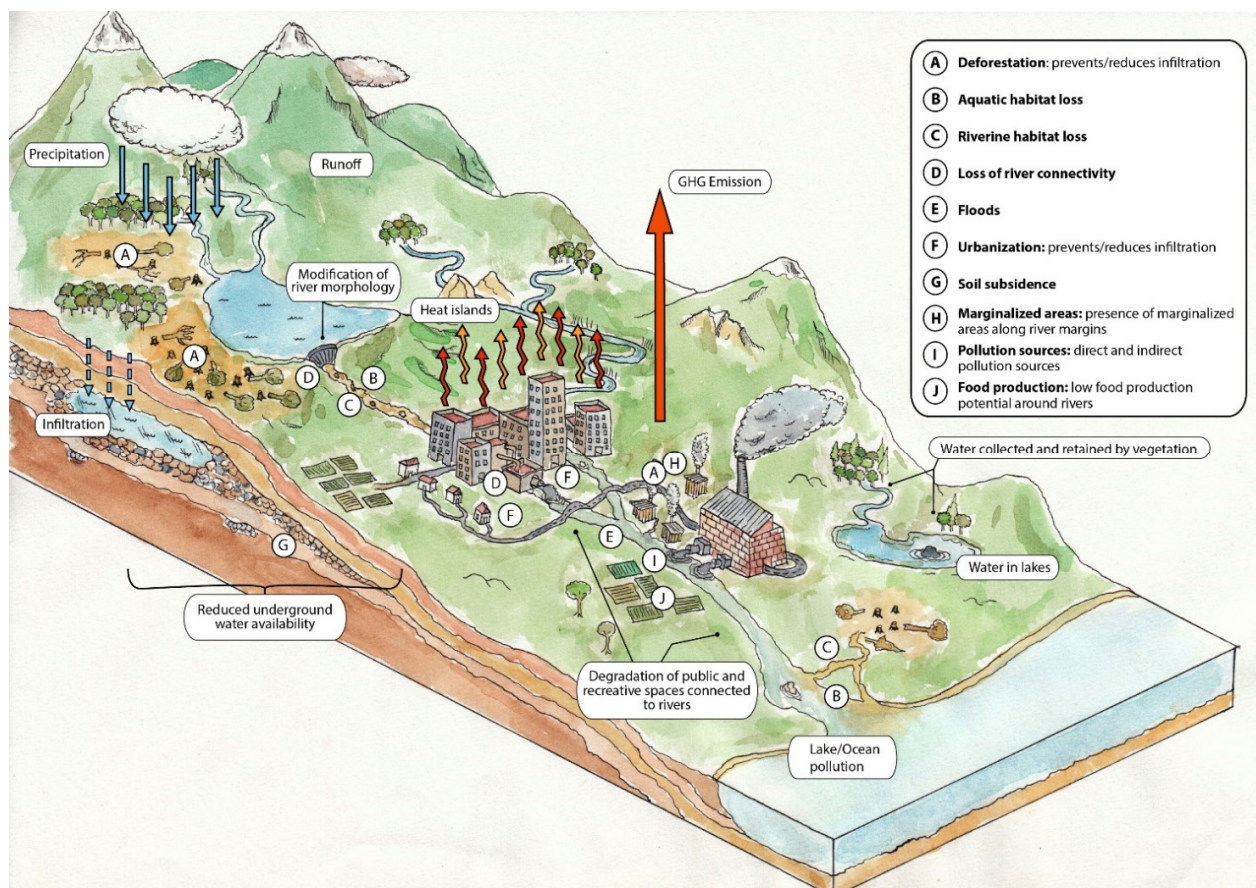 Precipitation
Runoff
GHG Emission
Modification of
river morphology
Heat islands
A
A
D
B
C
Infiltration
G
Reduced underground
water availability
D
F
F
A
H
E
I
J
Water collected and retained by vegetation
Water in lakes
Degradation of public and
recreative spaces connected
to rivers
C
B
Lake/Ocean
pollution
A Deforestation: prevents/reduces infiltration
B Aquatic habitat loss
C Riverine habitat loss
D Loss of river connectivity
E Floods
F Urbanization: prevents/reduces infiltration
G Soil subsidence
H Marginalized areas: presence of marginalized
areas along river margins
I Pollution sources: direct and indirect
pollution sources
J Food production: low food production
potential around rivers